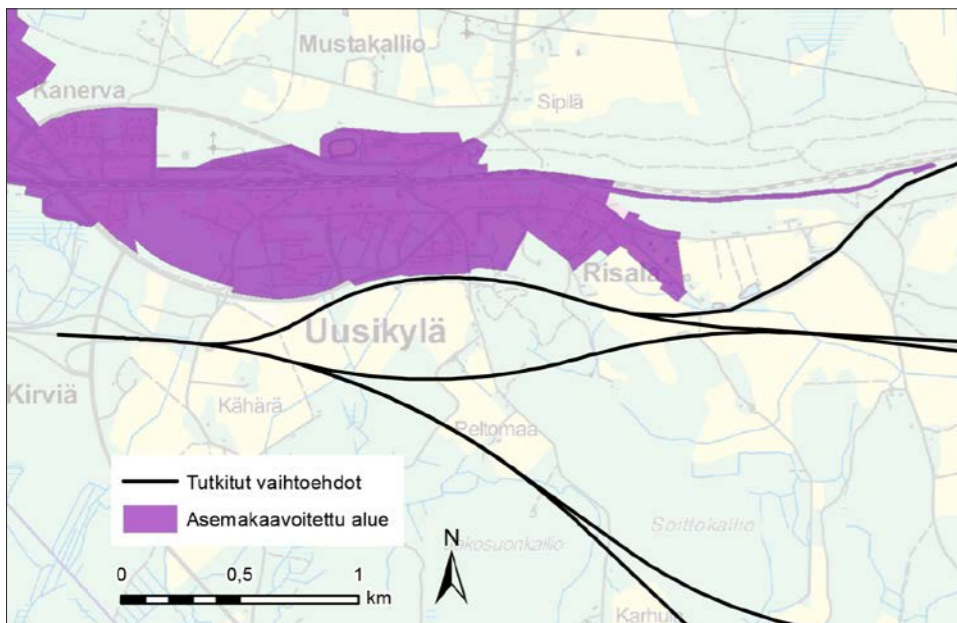 Mustakallio
Kanerva
Sipilä
Risala
Uusikylä
Kirviä
Kähärä
Peltomaa
Tutkitut vaihtoehdot
Asemakaavoitettu alue
N
Soittokallio
0 0,5 1
km